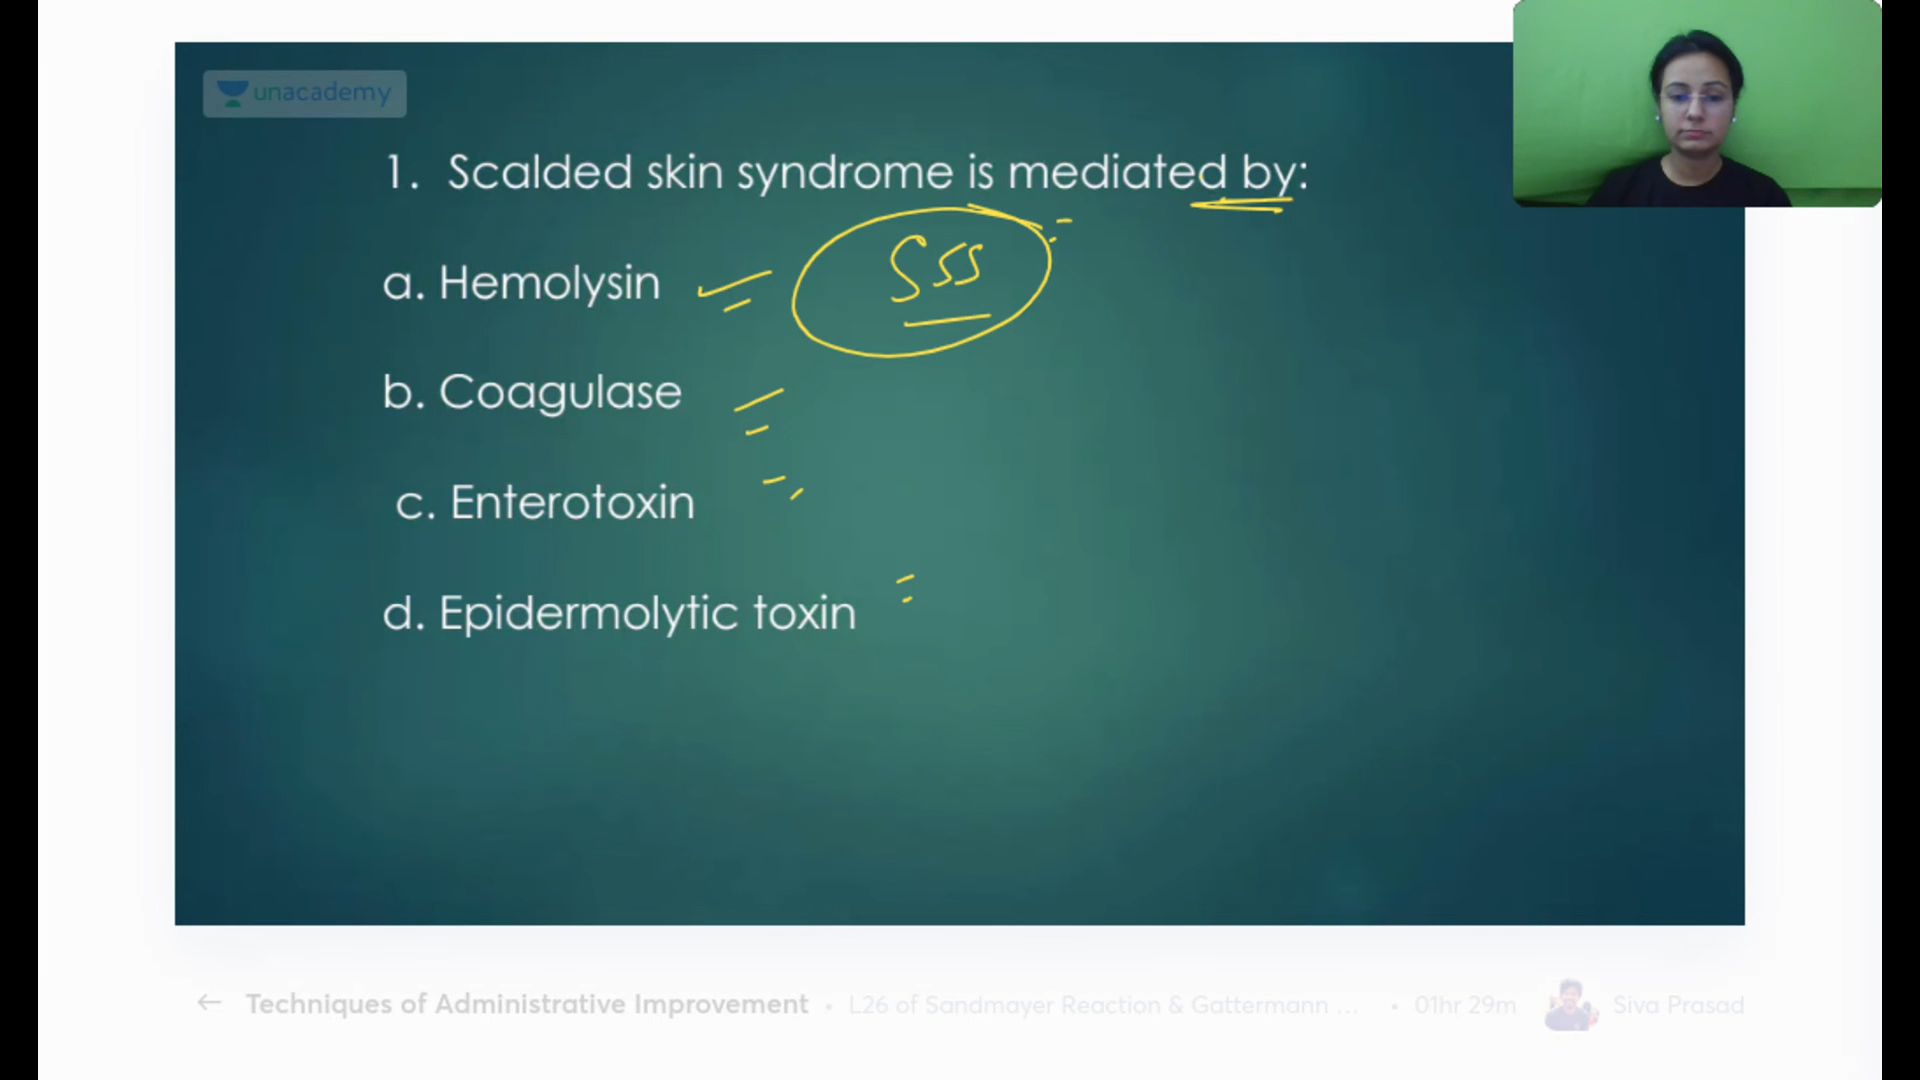 unacademy
1. Scalded skin syndrome is mediated by:
SSS
a. Hemolysin
b. Coagulase
c. Enterotoxin
d. Epidermolytic toxin
Techniques of Administrative Improvement • L26 of Sandmayer Reaction & Gattermann ... • 01hr 29m Siva Prasad